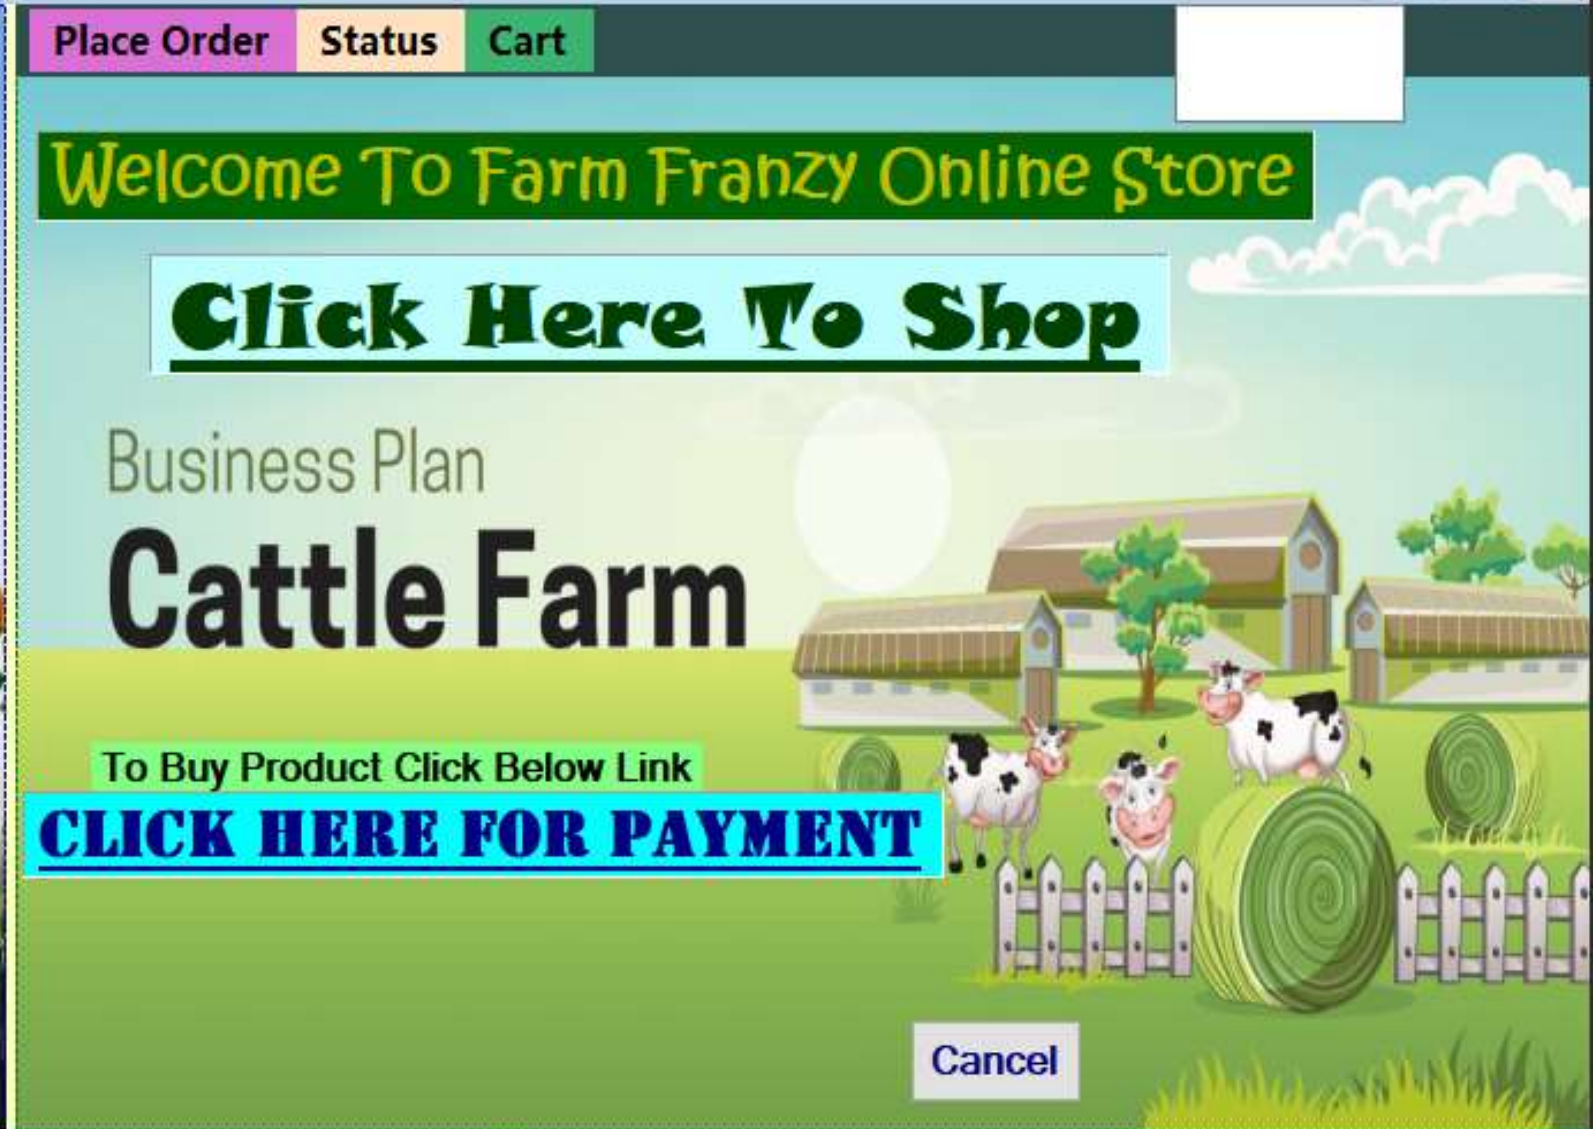 Place Order Status Cart
Welcome To Farm Franzy Online Store
Click Here To Shop
Business Plan
Cattle Farm
To Buy Product Click Below Link
CLICK HERE FOR PAYMENT
Cancel